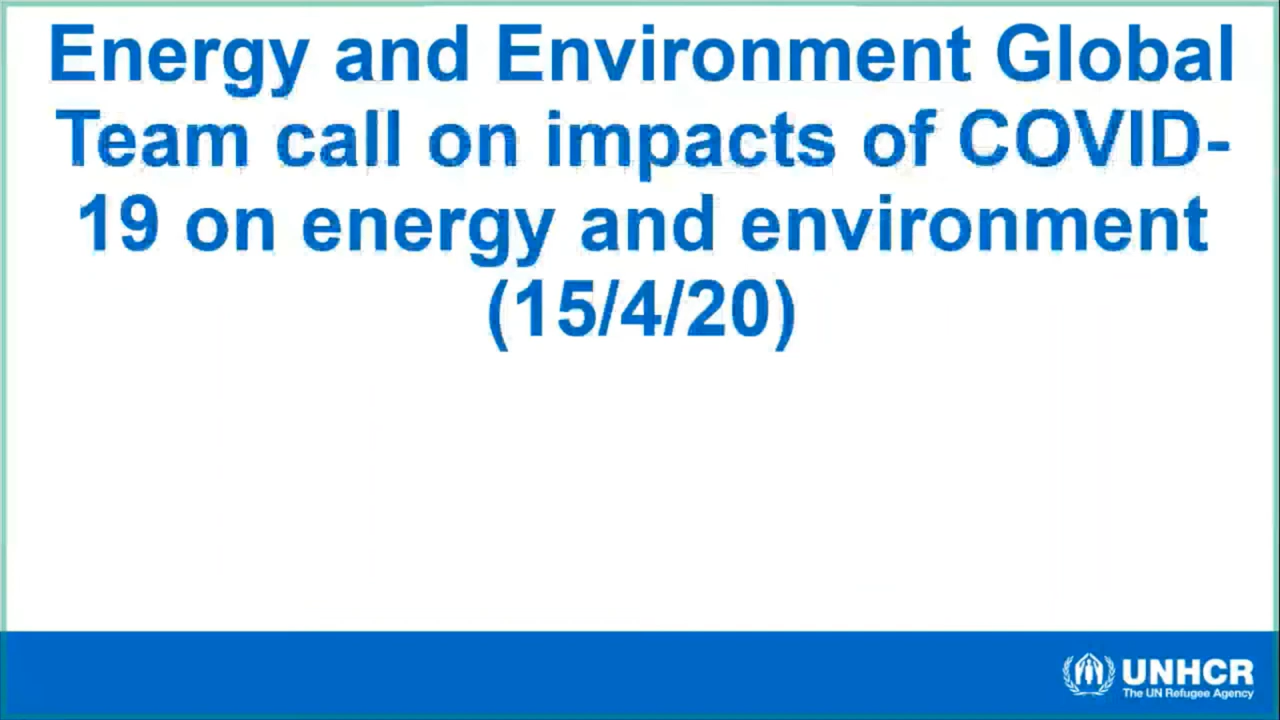 Energy and Environment Global
Team call on impacts of COVID-
19 on energy and environment
(15/4/20)
UNHCR
The UN Refugee Agency